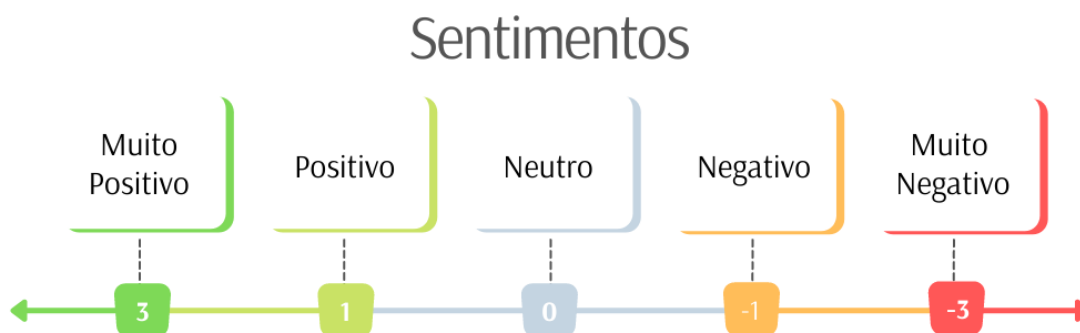 Sentimentos
Muito
Positivo
Positivo
Neutro
Negativo
Muito
Negativo
3
1
0
-1
-3